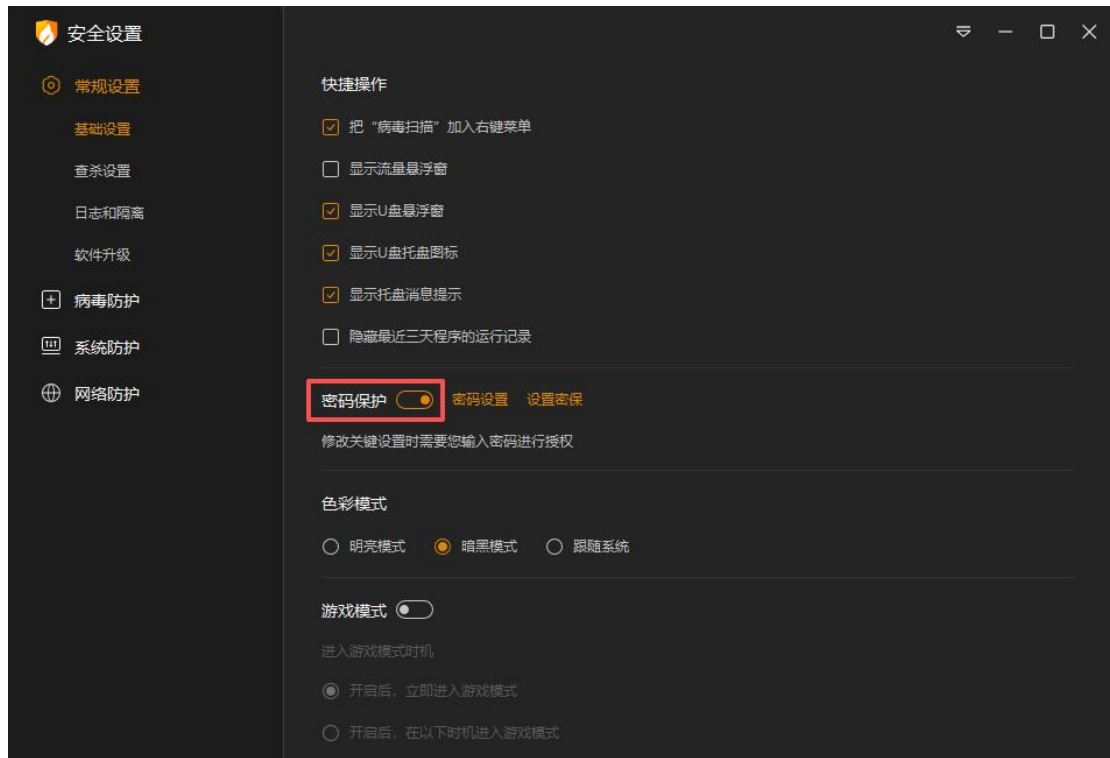 安全设置
常规设置
基础设置
查杀设置
日志和隔离
软件升级
病毒防护
系统防护
网络防护
快捷操作
把“病毒扫描”加入右键菜单
显示流量悬浮窗
显示U盘悬浮窗
显示U盘托盘图标
显示托盘消息提示
隐藏最近三天程序的运行记录
密码保护 密码设置 设置密保
修改关键设置时需要您输入密码进行授权
色彩模式
明亮模式 暗黑模式 跟随系统
游戏模式
进入游戏模式时机
开启后，立即进入游戏模式
开启后，在以下时机进入游戏模式